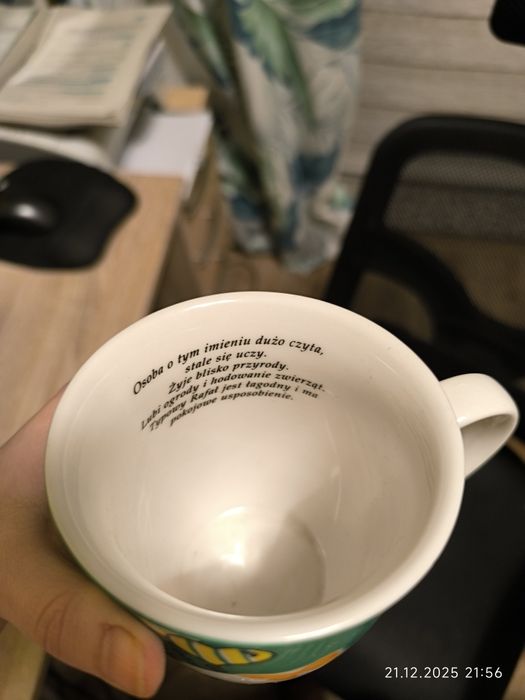 Osoba o tym imieniu dużo czyta,
stale się uczy.
Żyje blisko przyrody.
Lubi ogrody i hodowanie zwierząt.
Typowy Rafał jest łagodny i ma
pokojowe usposobienie.
21.12.2025 21:56